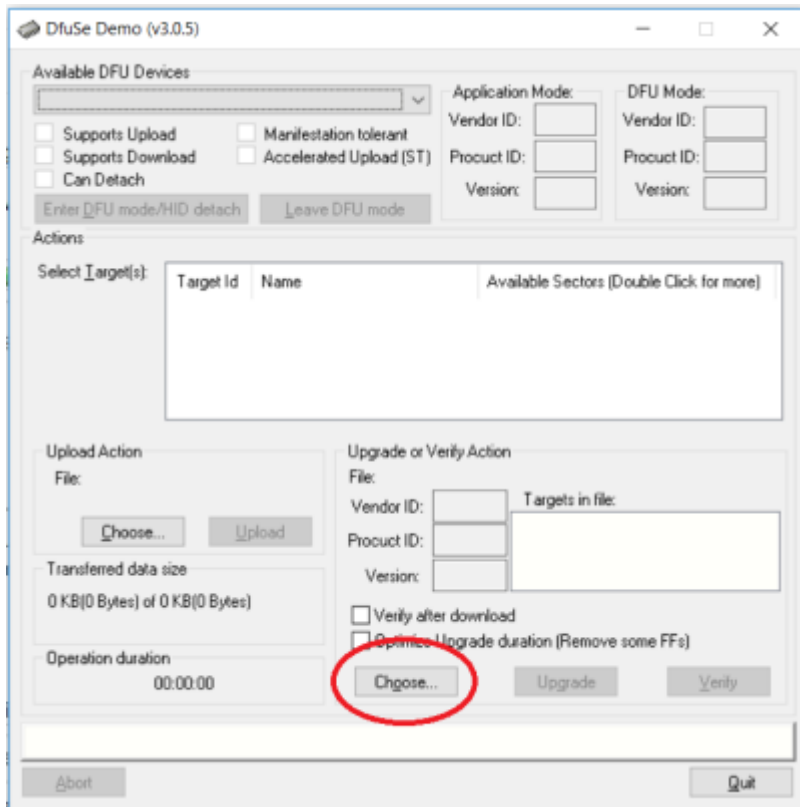 DfuSe Demo (v3.0.5)
Available DFU Devices
Supports Upload
Manifestation tolerant
Supports Download
Accelerated Upload (ST)
Can Detach
Enter DFU mode/HID detach
Leave DFU mode
Application Mode:
Vendor ID:
Procuct ID:
Version:
DFU Mode:
Vendor ID:
Procuct ID:
Version:
Actions
Select Target(s):
Target Id
Name
Available Sectors (Double Click for more)
Upload Action
File:
Choose...
Upload
Transferred data size
0 KB(0 Bytes) of 0 KB(0 Bytes)
Operation duration
00:00:00
Upgrade or Verify Action
File:
Vendor ID:
Procuct ID:
Version:
Targets in file:
Verify after download
Optimize Upgrade duration (Remove some FFs)
Choose...
Upgrade
Verify
Abort
Quit